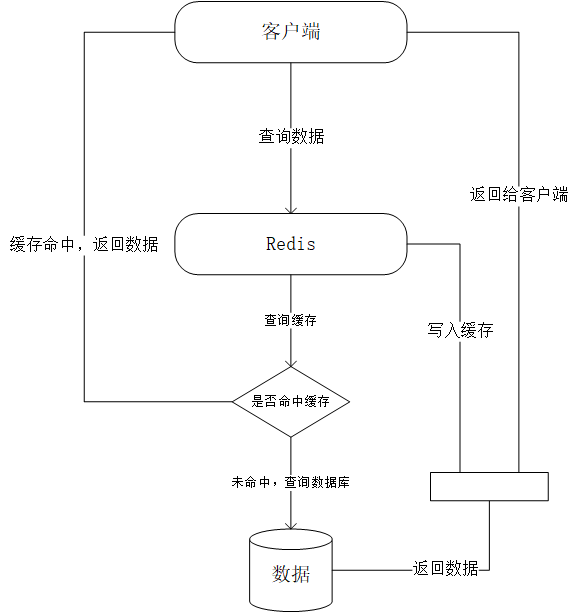 客户端
查询数据
返回给客户端
缓存命中，返回数据
Redis
查询缓存
写入缓存
是否命中缓存
未命中，查询数据库
数据
返回数据